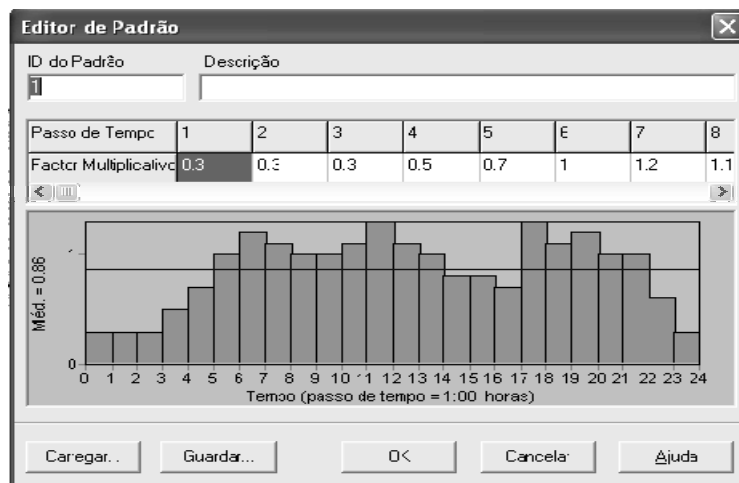 Editor de Padrão
ID do Padrão Descrição
1
Passo de Tempo 1 2 3 4 5 6 7 8
Factor Multiplicativo 0.3 0.3 0.3 0.5 0.7 1 1.2 1.1
Méd. = 0.86
1
0
0 1 2 3 4 5 6 7 8 9 10 11 12 13 14 15 16 17 18 19 20 21 22 23 24
Tempo (passo de tempo = 1:00 horas)
Carregar... Guardar... OK Cancelar Ajuda